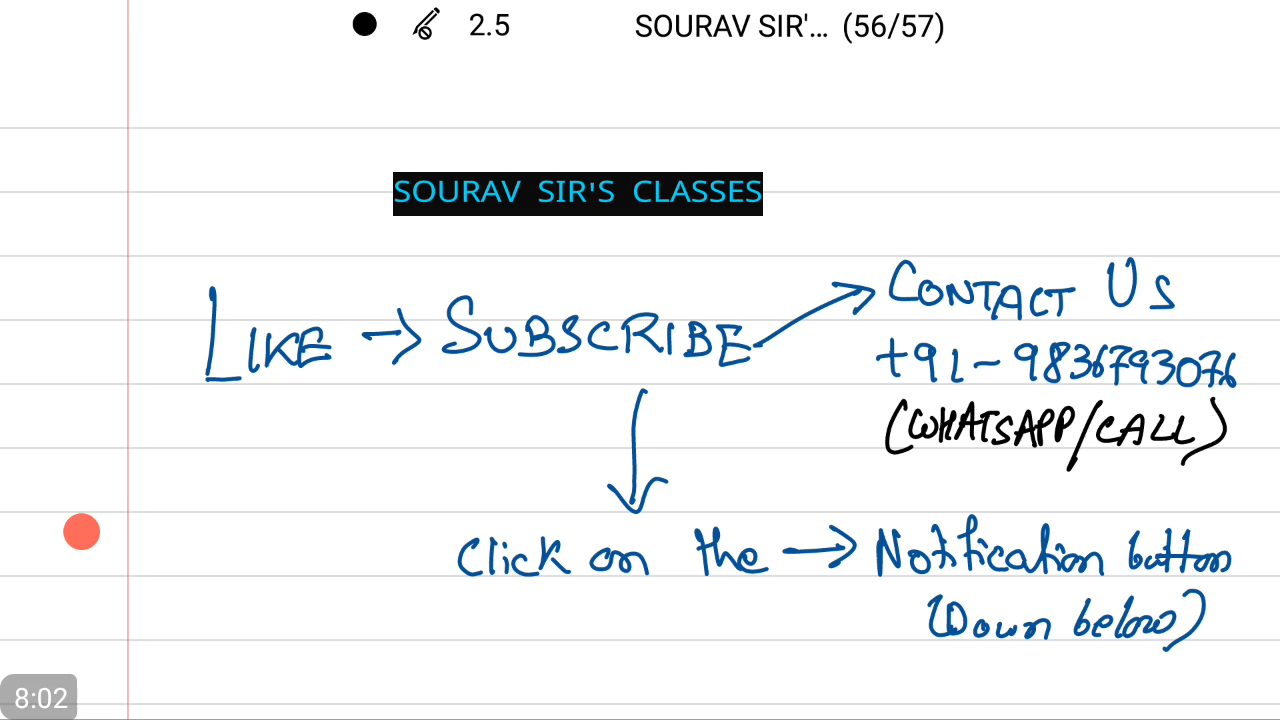 2.5 SOURAV SIR'... (56/57)
SOURAV SIR'S CLASSES
LIKE → SUBSCRIBE → CONTACT US
+91-9836793076
(WHATSAPP/CALL)
Click on the → Notification button
(Down below)
8:02